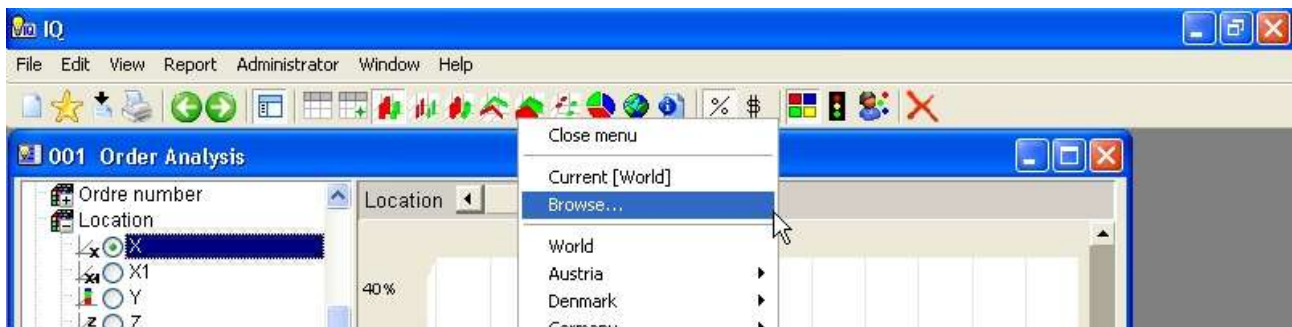 IQ
File Edit View Report Administrator Window Help
% $
001 Order Analysis
Ordre number
Location
X
X1
Y
Z
Location
40%
Close menu
Current [World]
Browse...
World
Austria
Denmark
Germany